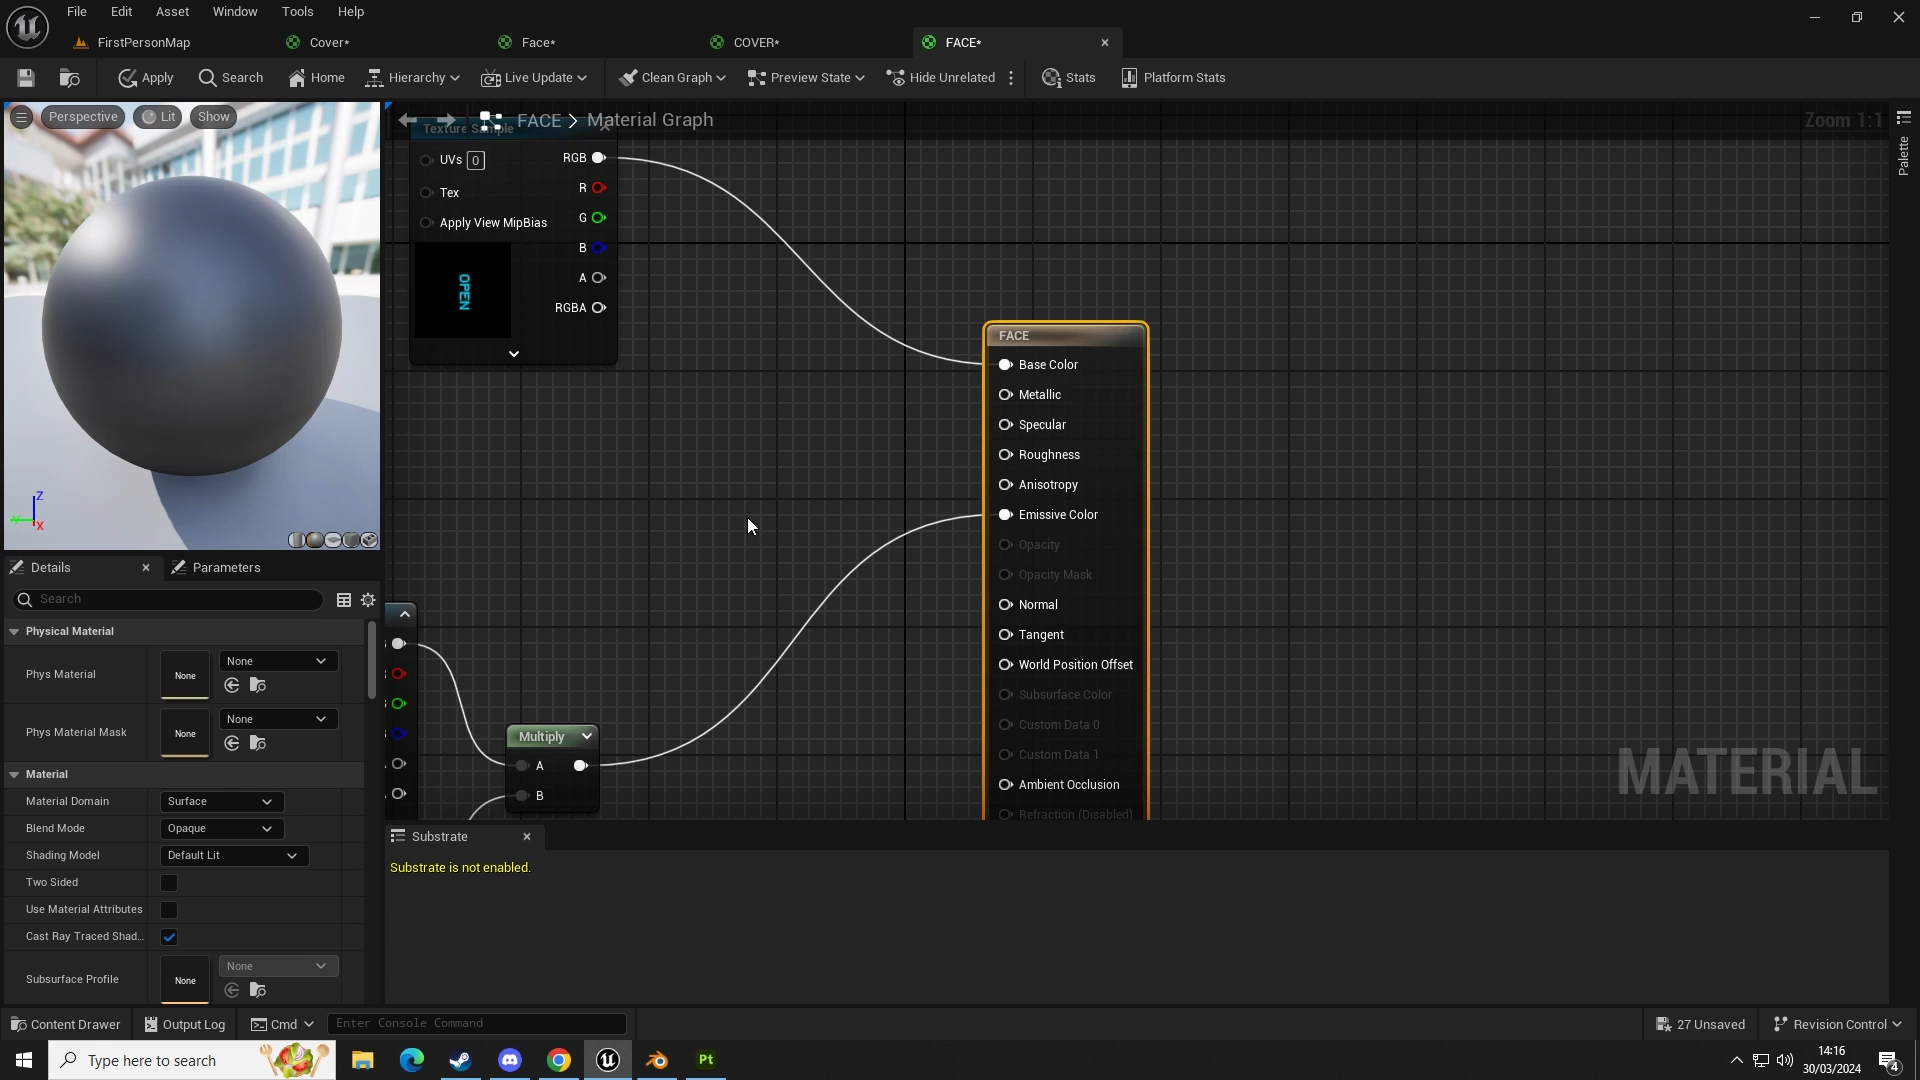 File Edit Asset Window Tools Help
FirstPersonMap Cover* Face* COVER* FACE*
Apply Search Home Hierarchy Live Update Clean Graph Preview State Hide Unrelated Stats Platform Stats
Perspective Lit Show
FACE > Material Graph
Zoom 1:1
Palette
Texture Sample
UVs 0 RGB
R
Tex
G
Apply View MipBias
B
A
RGBA
OPEN
FACE
Base Color
Metallic
Specular
Roughness
Anisotropy
Emissive Color
Opacity
Opacity Mask
Normal
Tangent
World Position Offset
Subsurface Color
Custom Data 0
Custom Data 1
Ambient Occlusion
Refraction (Disabled)
Multiply
A
B
MATERIAL
Z
X
Details Parameters
Search
Physical Material
Phys Material None None
Phys Material Mask None None
Material
Material Domain Surface
Blend Mode Opaque
Shading Model Default Lit
Two Sided
Use Material Attributes
Cast Ray Traced Shad...
Subsurface Profile None None
Substrate
Substrate is not enabled.
Content Drawer Output Log Cmd Enter Console Command 27 Unsaved Revision Control
Type here to search
Pt
14:16
30/03/2024
4